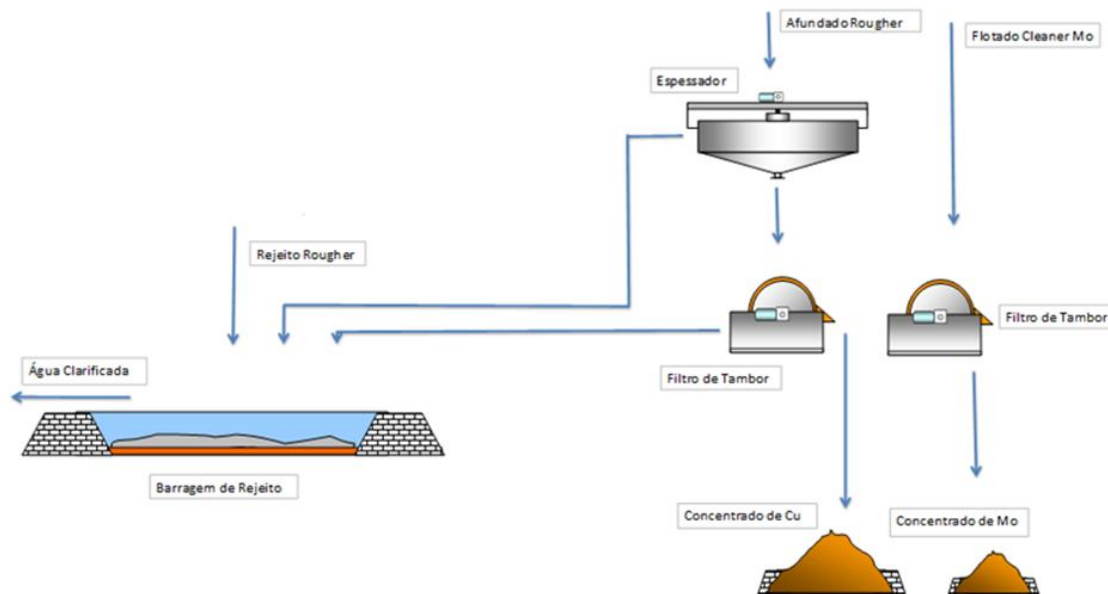 Afundado Rougher
Flotado Cleaner Mo
Espessador
Rejeito Rougher
Filtro de Tambor
Água Clarificada
Filtro de Tambor
Barragem de Rejeito
Concentrado de Cu
Concentrado de Mo